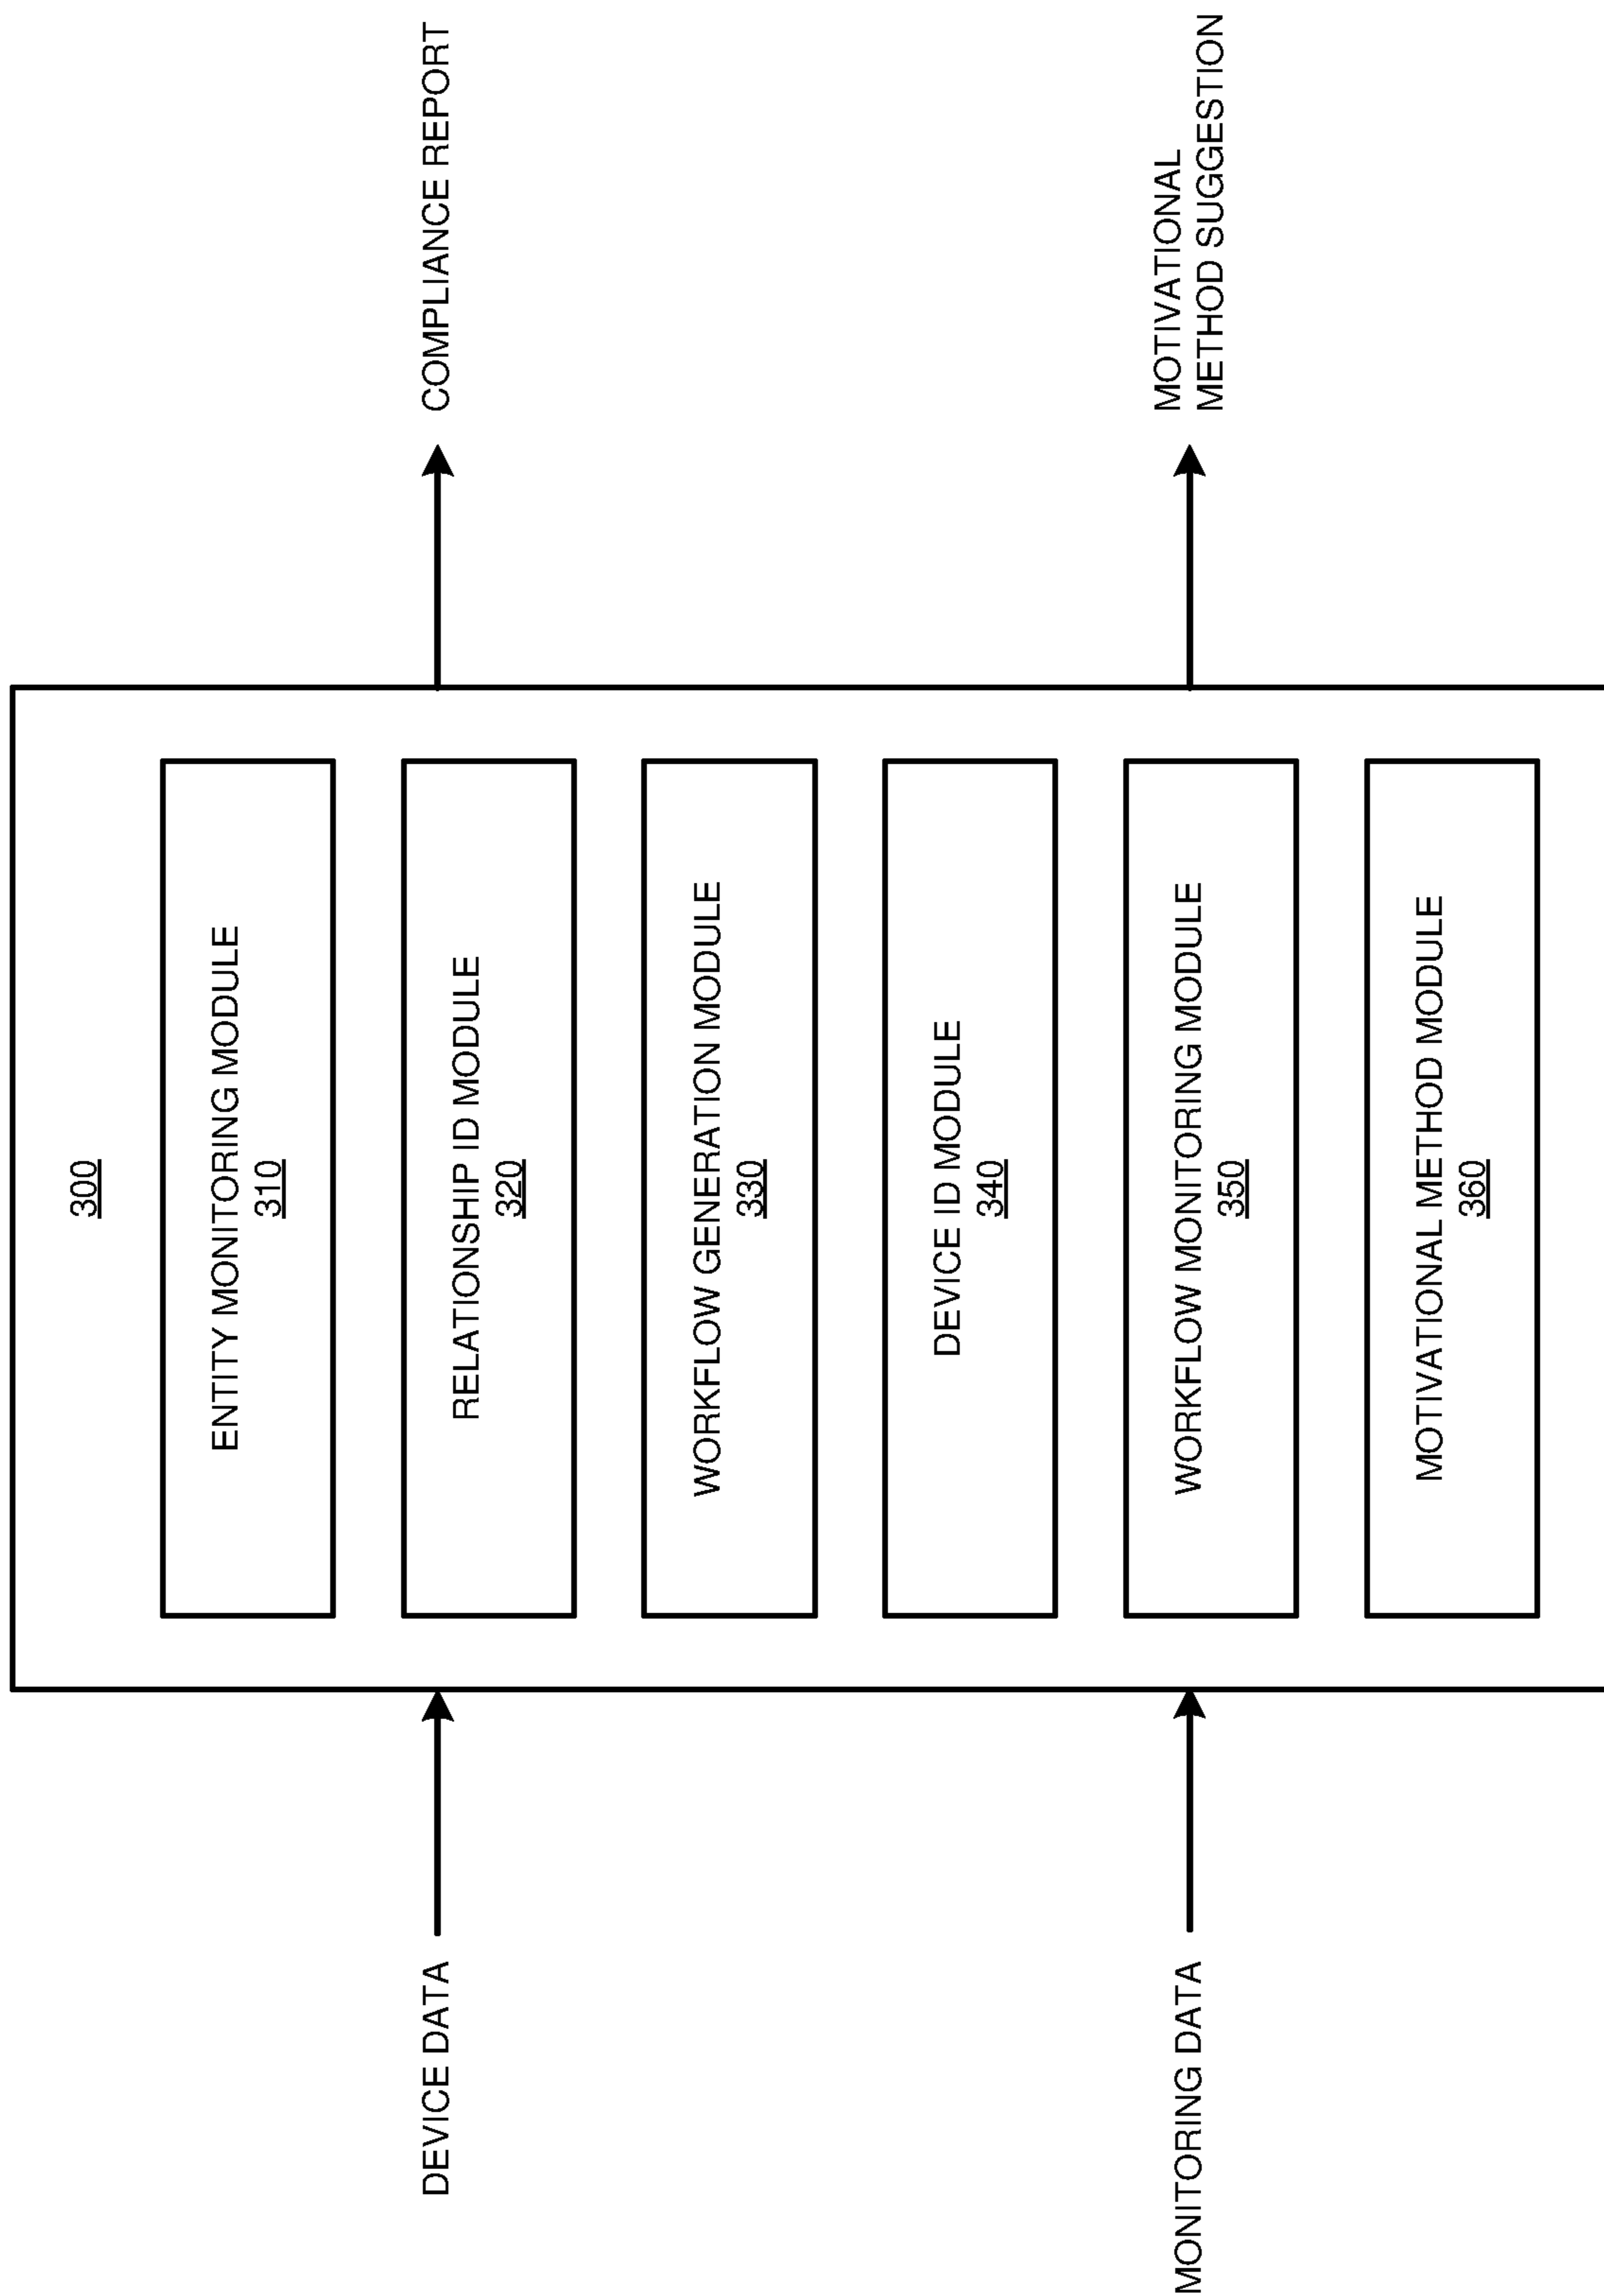 DEVICE DATA
MONITORING DATA
300
ENTITY MONITORING MODULE
310
RELATIONSHIP ID MODULE
320
WORKFLOW GENERATION MODULE
330
DEVICE ID MODULE
340
WORKFLOW MONITORING MODULE
350
MOTIVATIONAL METHOD MODULE
360
COMPLIANCE REPORT
MOTIVATIONAL
METHOD SUGGESTION